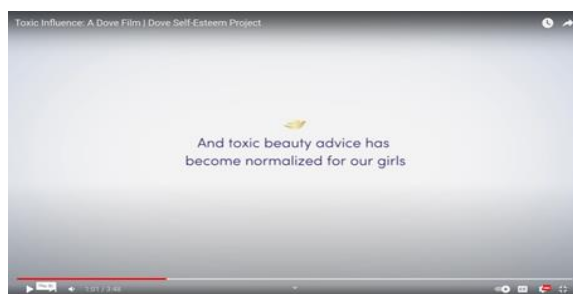 Toxic Influence: A Dove Film | Dove Self-Esteem Project
And toxic beauty advice has
become normalized for our girls
1:01 / 3:48